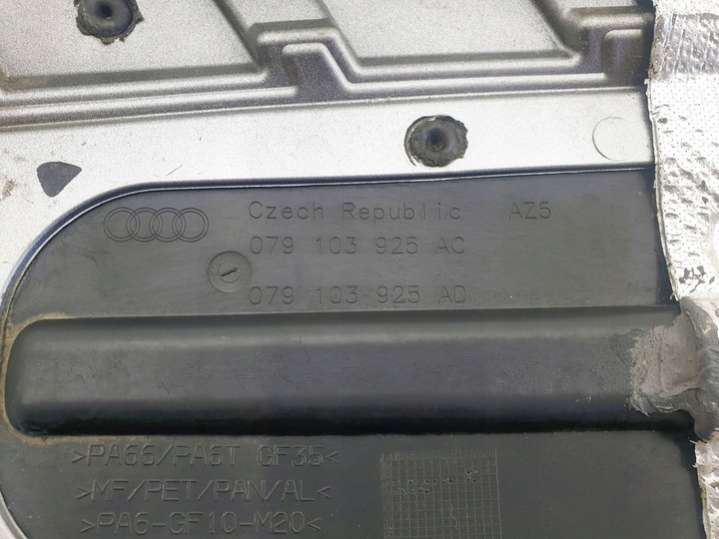 Czech Republic AZ5
079 103 925 AC
079 103 925 AD
>PA66/PA6T GF35<
>MF/PET/PAN/AL<
>PA6-GF10-M20<